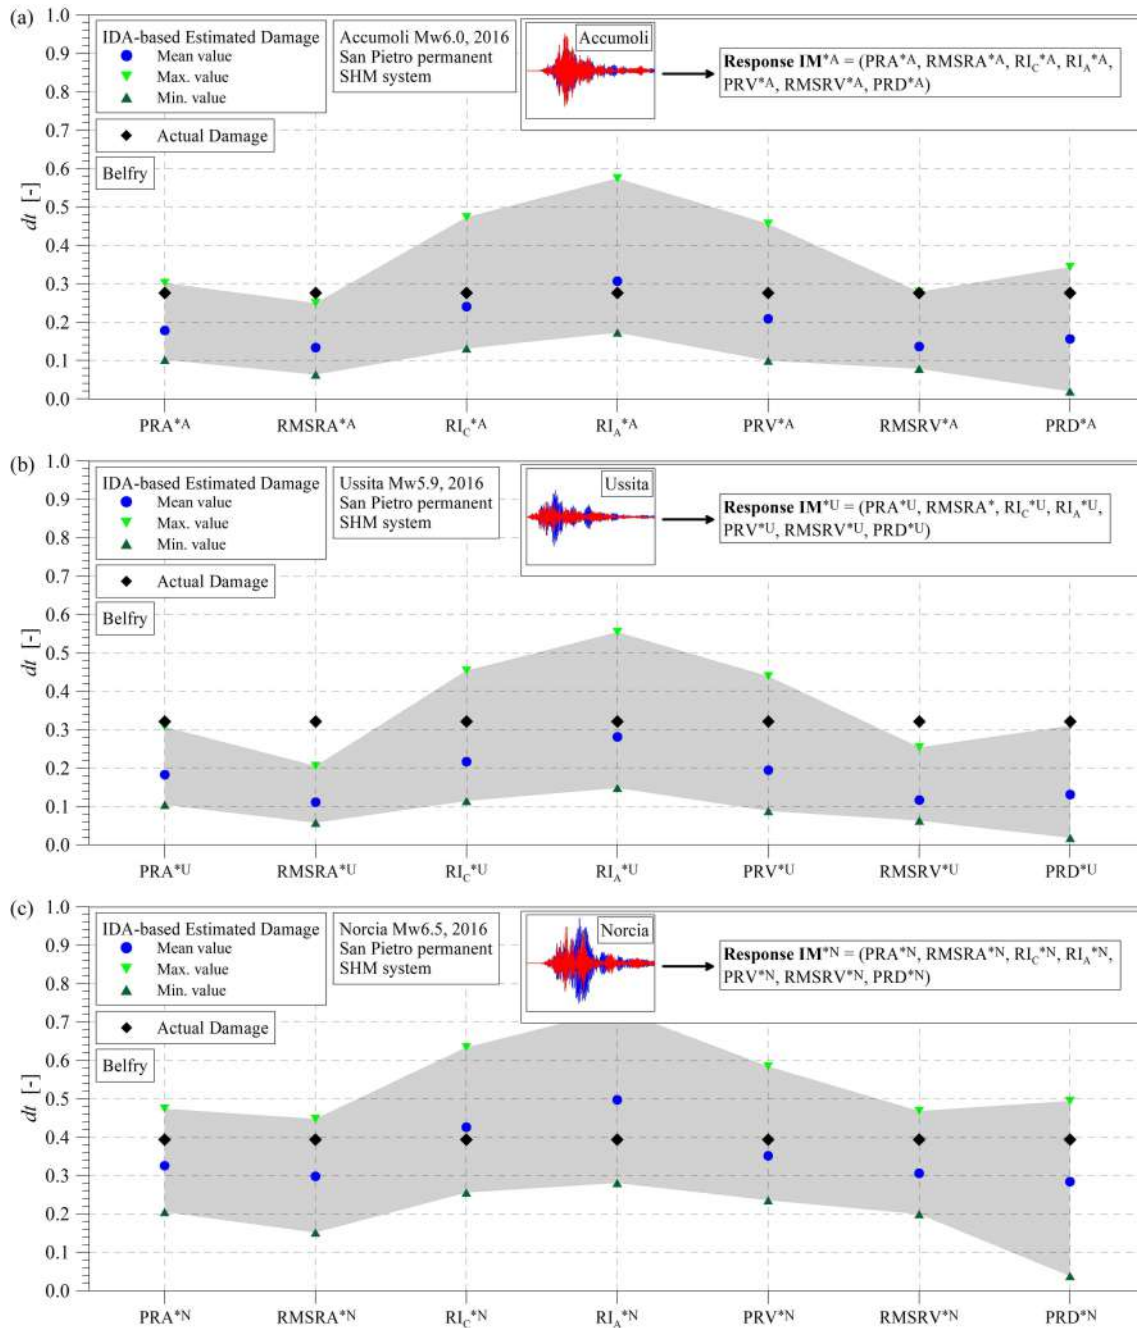 (a)
1.0
0.9
0.8
0.7
0.6
0.5
0.4
0.3
0.2
0.1
0.0
dt [-]
IDA-based Estimated Damage
Mean value
Max. value
Min. value
Actual Damage
Belfry
Accumoli Mw6.0, 2016
San Pietro permanent
SHM system
Accumoli
Response IM*A = (PRA*A, RMSRA*A, RIC*A, RIA*A,
PRV*A, RMSRV*A, PRD*A)
PRA*A RMSRA*A RIC*A RIA*A PRV*A RMSRV*A PRD*A
(b)
1.0
0.9
0.8
0.7
0.6
0.5
0.4
0.3
0.2
0.1
0.0
dt [-]
IDA-based Estimated Damage
Mean value
Max. value
Min. value
Actual Damage
Belfry
Ussita Mw5.9, 2016
San Pietro permanent
SHM system
Ussita
Response IM*U = (PRA*U, RMSRA*, RIC*U, RIA*U,
PRV*U, RMSRV*U, PRD*U)
PRA*U RMSRA*U RIC*U RIA*U PRV*U RMSRV*U PRD*U
(c)
1.0
0.9
0.8
0.7
0.6
0.5
0.4
0.3
0.2
0.1
0.0
dt [-]
IDA-based Estimated Damage
Mean value
Max. value
Min. value
Actual Damage
Belfry
Norcia Mw6.5, 2016
San Pietro permanent
SHM system
Norcia
Response IM*N = (PRA*N, RMSRA*N, RIC*N, RIA*N,
PRV*N, RMSRV*N, PRD*N)
PRA*N RMSRA*N RIC*N RIA*N PRV*N RMSRV*N PRD*N